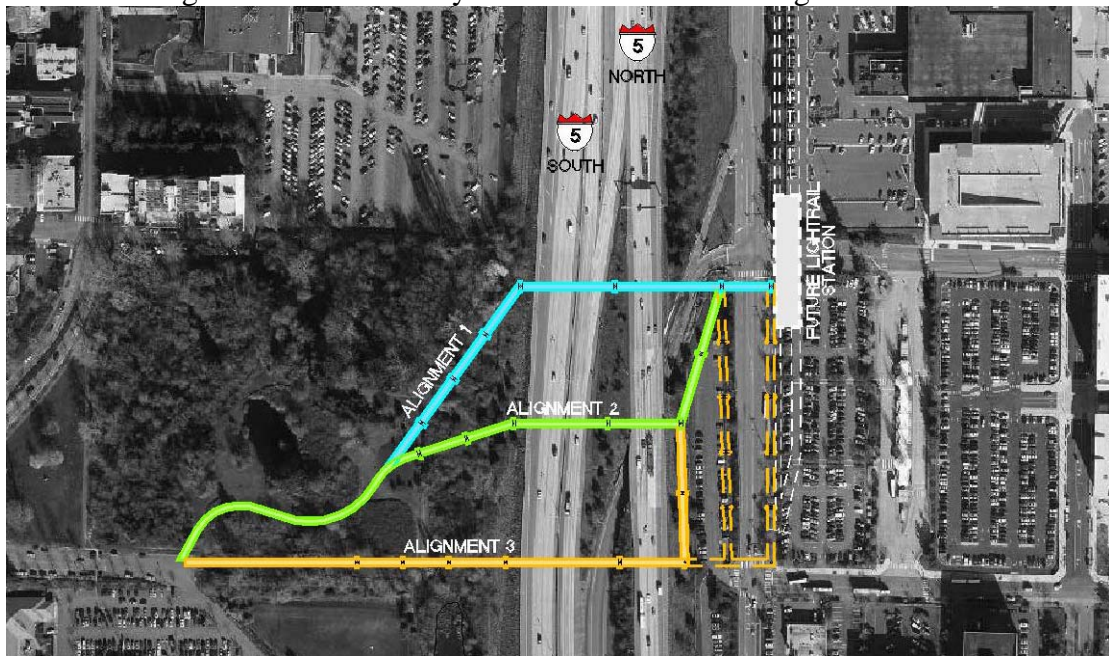 5
NORTH
5
SOUTH
FUTURE LIGHTRAIL
STATION
ALIGNMENT 1
ALIGNMENT 2
ALIGNMENT 3